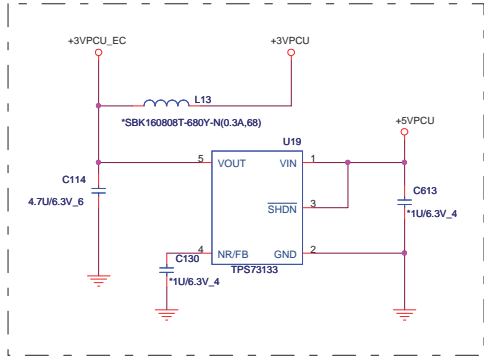 +3VPCU_EC
+3VPCU
L13
*SBK160808T-680Y-N(0.3A,68)
+5VPCU
U19
5
VOUT
VIN
1
C114
4.7U/6.3V_6
SHDN
3
C613
*1U/6.3V_4
4
NR/FB
GND
2
C130
*1U/6.3V_4
TPS73133